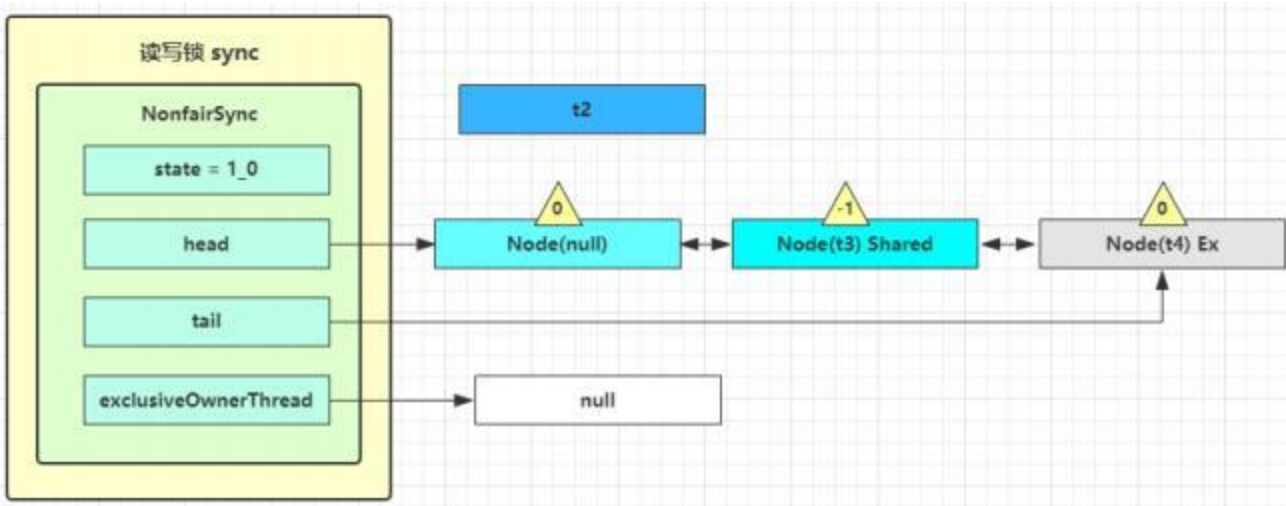 读写锁 sync
NonfairSync
state = 1_0
head
tail
exclusiveOwnerThread
t2
0
Node(null)
-1
Node(t3) Shared
0
Node(t4) Ex
null